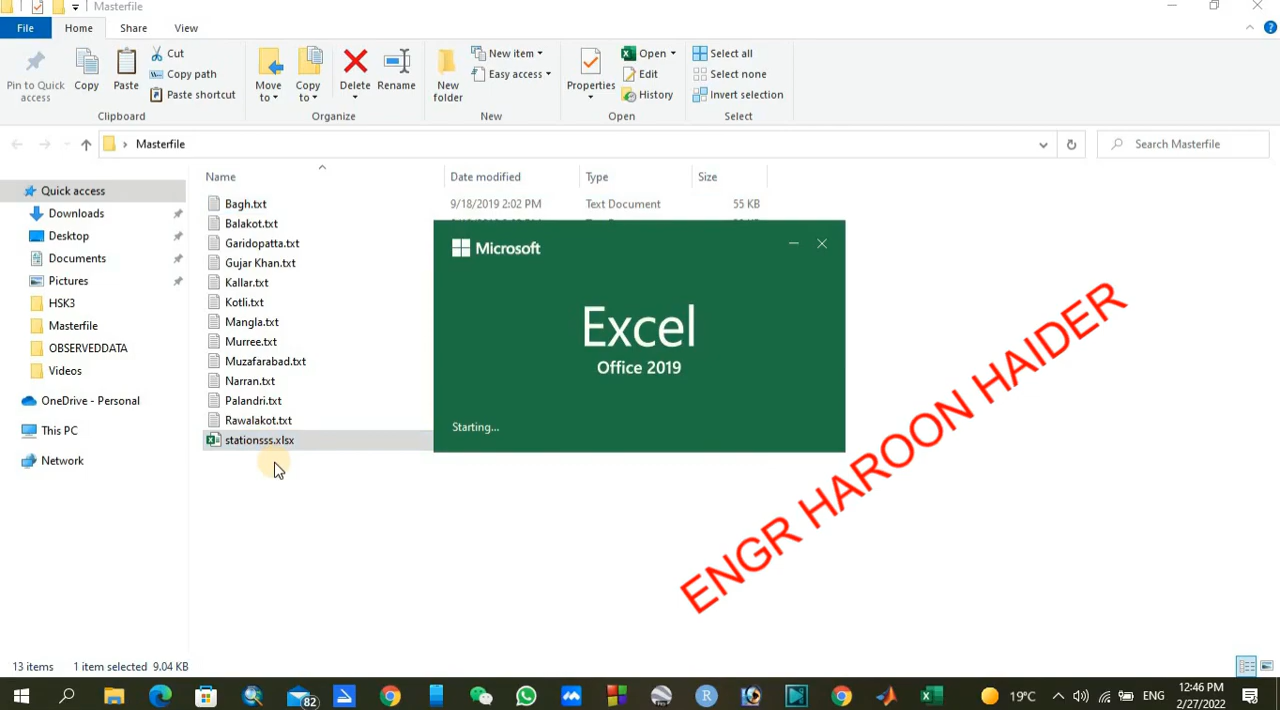 Masterfile
File
Home
Share
View
Pin to Quick access
Copy
Paste
Cut
Copy path
Paste shortcut
Clipboard
Move to
Copy to
Delete
Rename
Organize
New folder
New item
Easy access
New
Properties
Open
Edit
History
Open
Select all
Select none
Invert selection
Select
Masterfile
Search Masterfile
Quick access
Downloads
Desktop
Documents
Pictures
HSK3
Masterfile
OBSERVEDDATA
Videos
OneDrive - Personal
This PC
Network
Name Date modified Type Size
Bagh.txt 9/18/2019 2:02 PM Text Document 55 KB
Balakot.txt
Garidopatta.txt
Gujar Khan.txt
Kallar.txt
Kotli.txt
Mangla.txt
Murree.txt
Muzafarabad.txt
Narran.txt
Palandri.txt
Rawalakot.txt
stationsss.xlsx
Microsoft
Excel
Office 2019
Starting...
ENGR HAROON HAIDER
13 items 1 item selected 9.04 KB
82
19°C
ENG
12:46 PM
2/27/2022